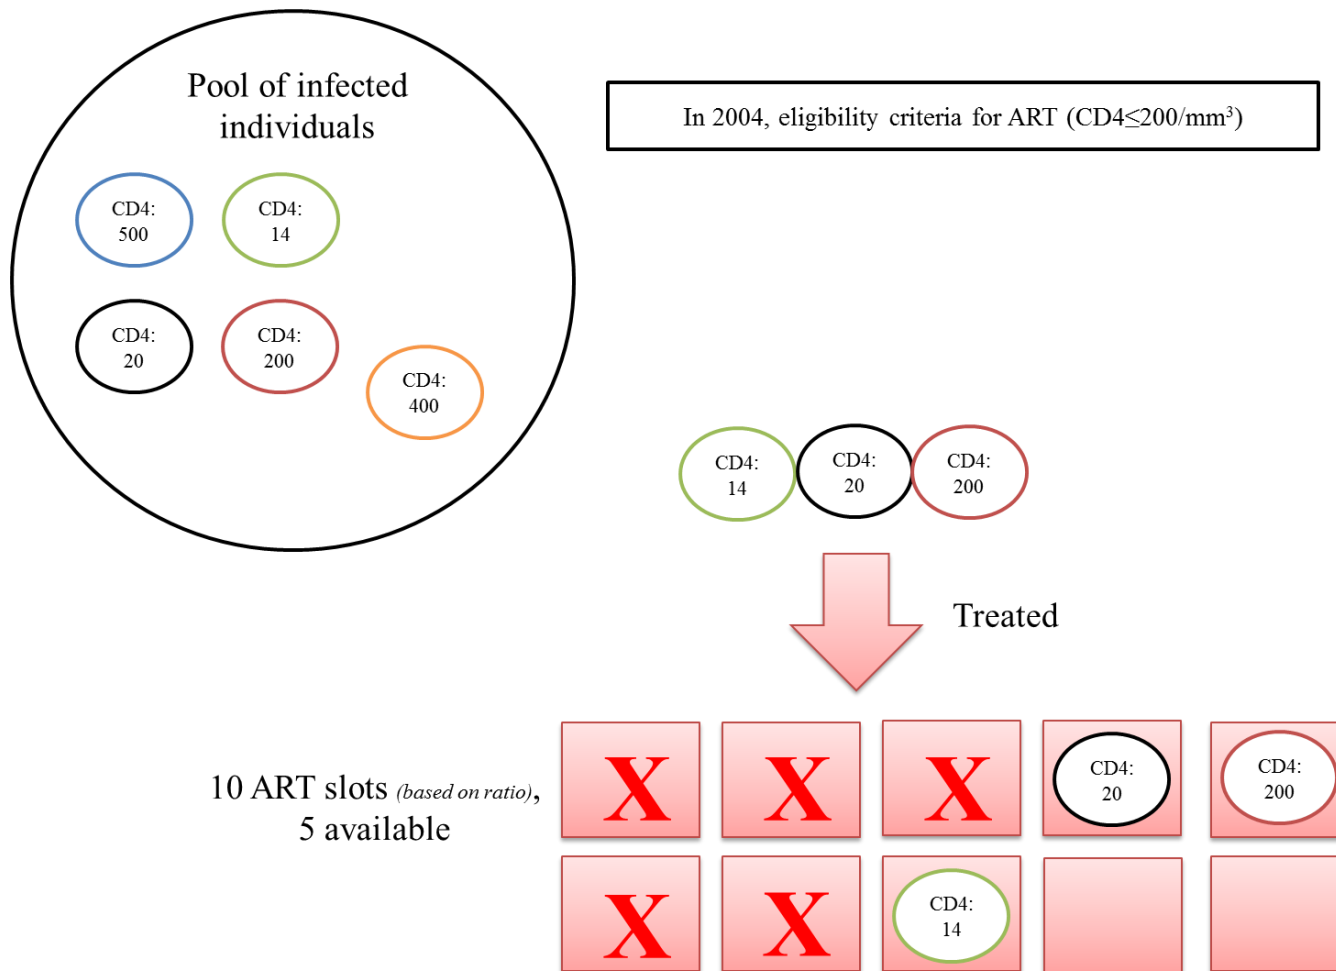 Pool of infected
individuals
In 2004, eligibility criteria for ART (CD4≤200/mm³)
CD4:
500
CD4:
14
CD4:
20
CD4:
200
CD4:
400
CD4:
14
CD4:
20
CD4:
200
Treated
10 ART slots (based on ratio),
5 available
X
X
X
CD4:
20
CD4:
200
X
X
CD4:
14